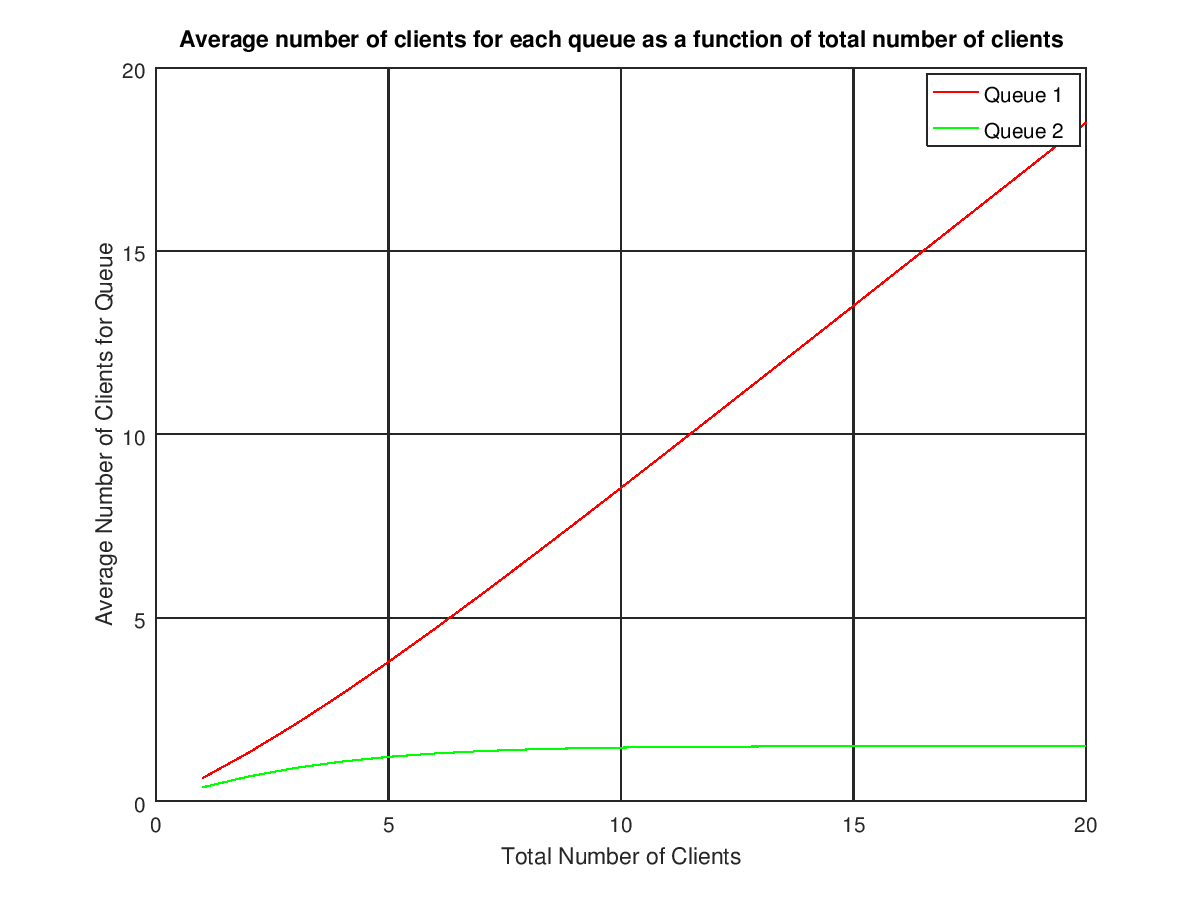 Average number of clients for each queue as a function of total number of clients
20
15
10
5
0
Average Number of Clients for Queue
Queue 1
Queue 2
0 5 10 15 20
Total Number of Clients